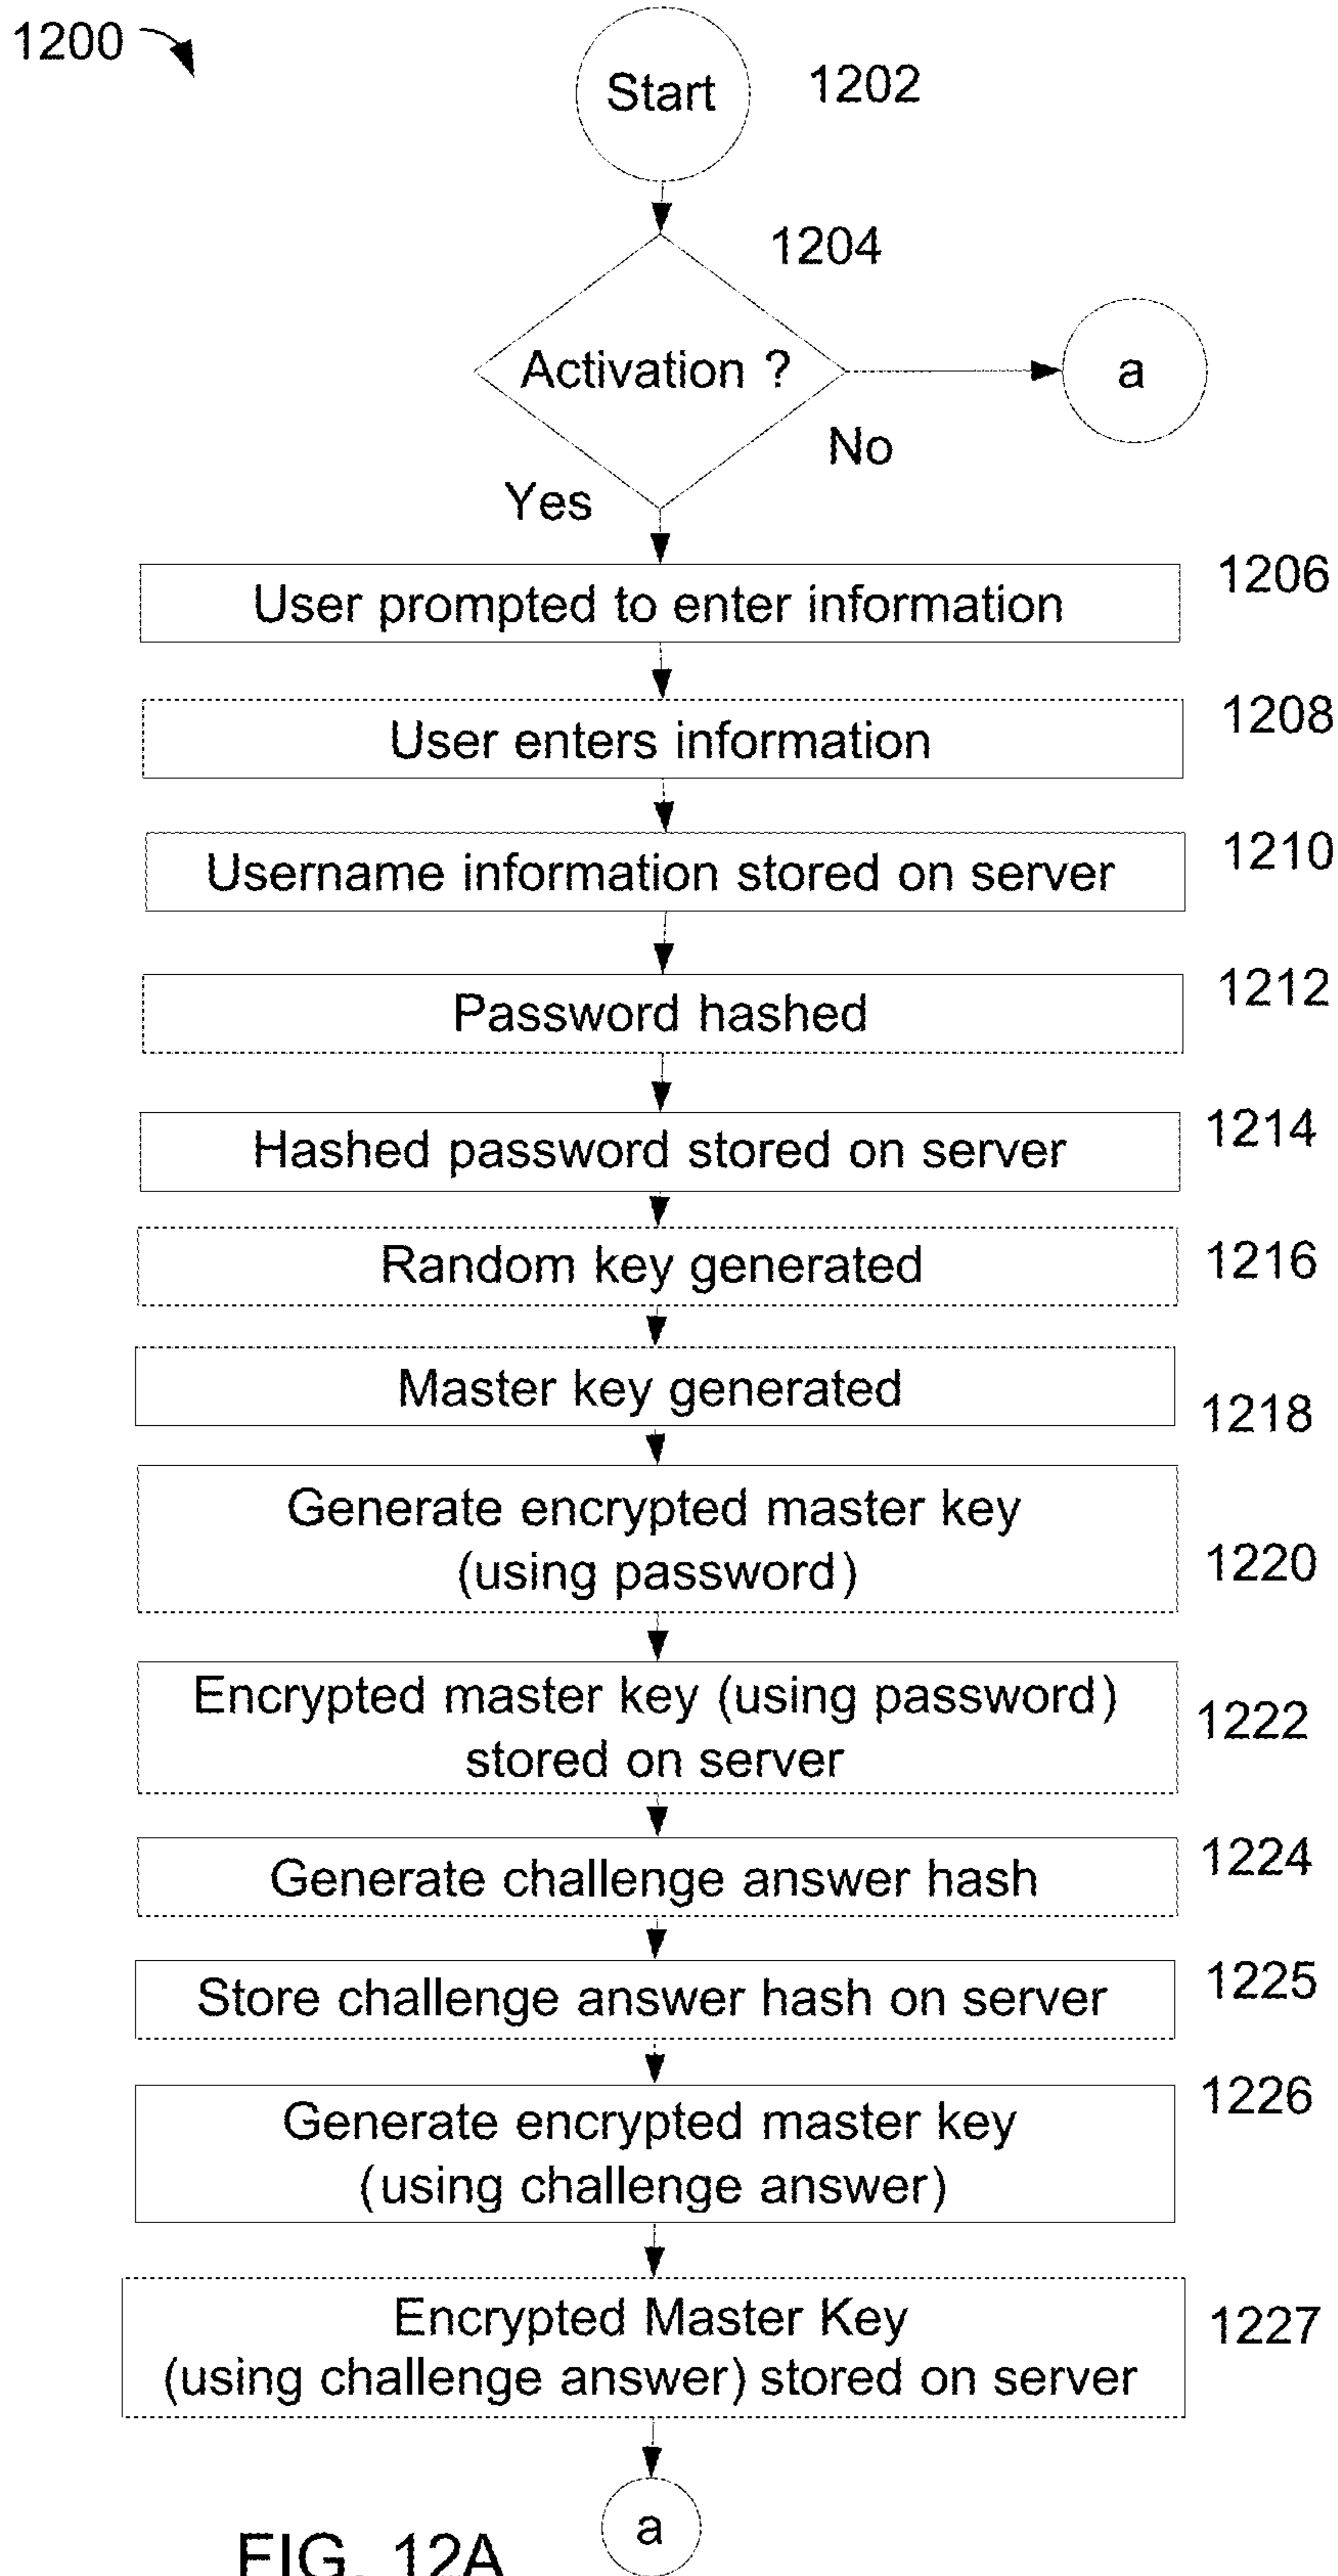 1200
Start
1202
1204
Activation ?
a
No
Yes
User prompted to enter information
1206
User enters information
1208
Username information stored on server
1210
Password hashed
1212
Hashed password stored on server
1214
Random key generated
1216
Master key generated
1218
Generate encrypted master key
(using password)
1220
Encrypted master key (using password)
stored on server
1222
Generate challenge answer hash
1224
Store challenge answer hash on server
1225
Generate encrypted master key
(using challenge answer)
1226
Encrypted Master Key
(using challenge answer) stored on server
1227
a
FIG. 12A